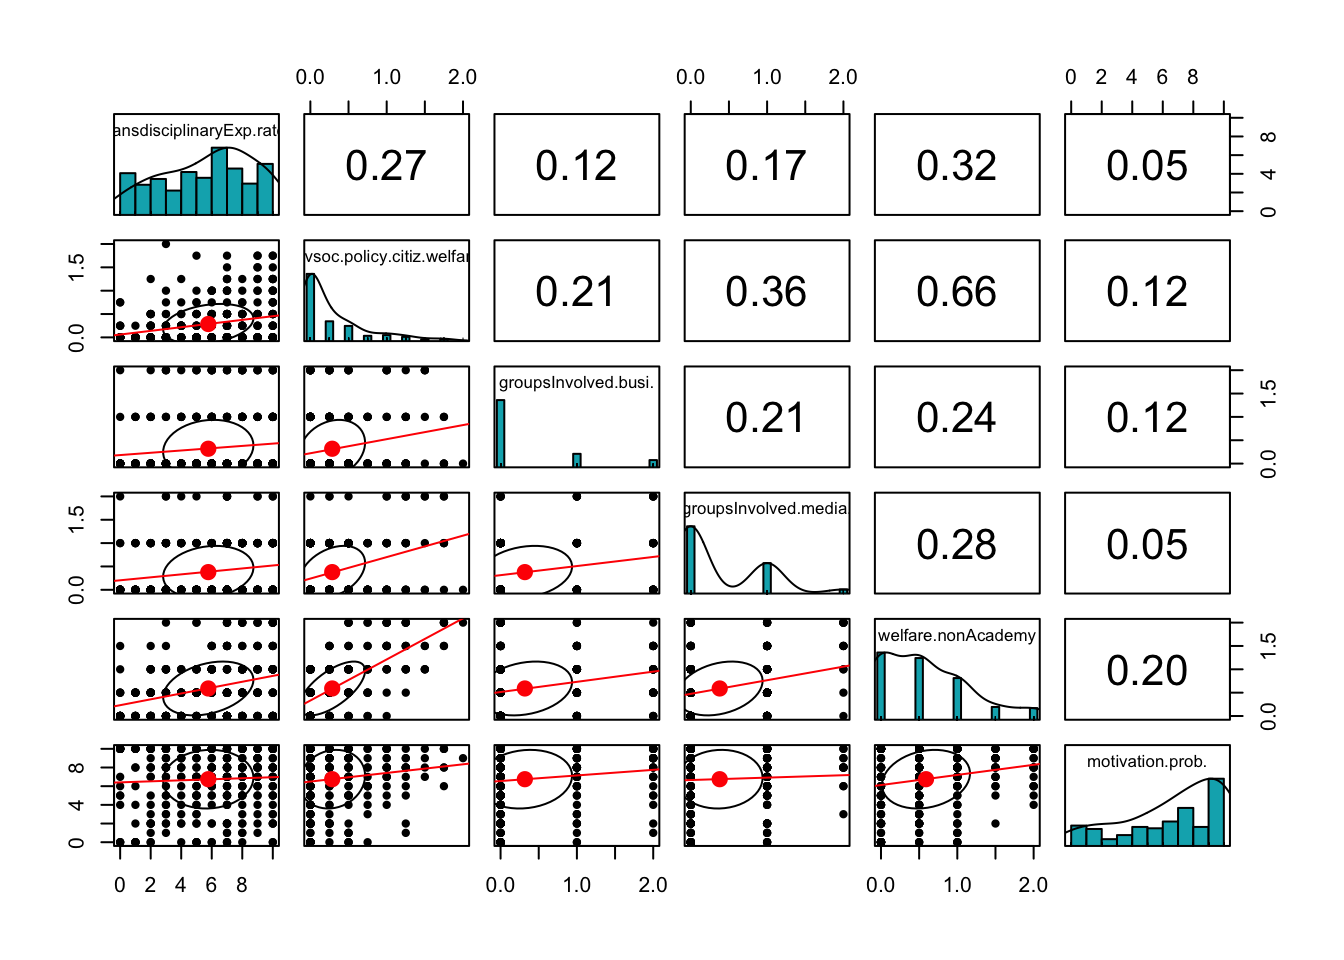 0.0 1.0 2.0 0.0 1.0 2.0 0 2 4 6 8
ansdisciplinaryExp.rate 0.27 0.12 0.17 0.32 0.05 0 4 8
0.0 1.5 vsoc.policy.citiz.welfar 0.21 0.36 0.66 0.12
groupsInvolved.busi. 0.21 0.24 0.12 0.0 1.5
0.0 1.5 groupsInvolved.media. 0.28 0.05
welfare.nonAcademy 0.20 0.0 1.5
0 4 8 motivation.prob.
0 2 4 6 8 0.0 1.0 2.0 0.0 1.0 2.0